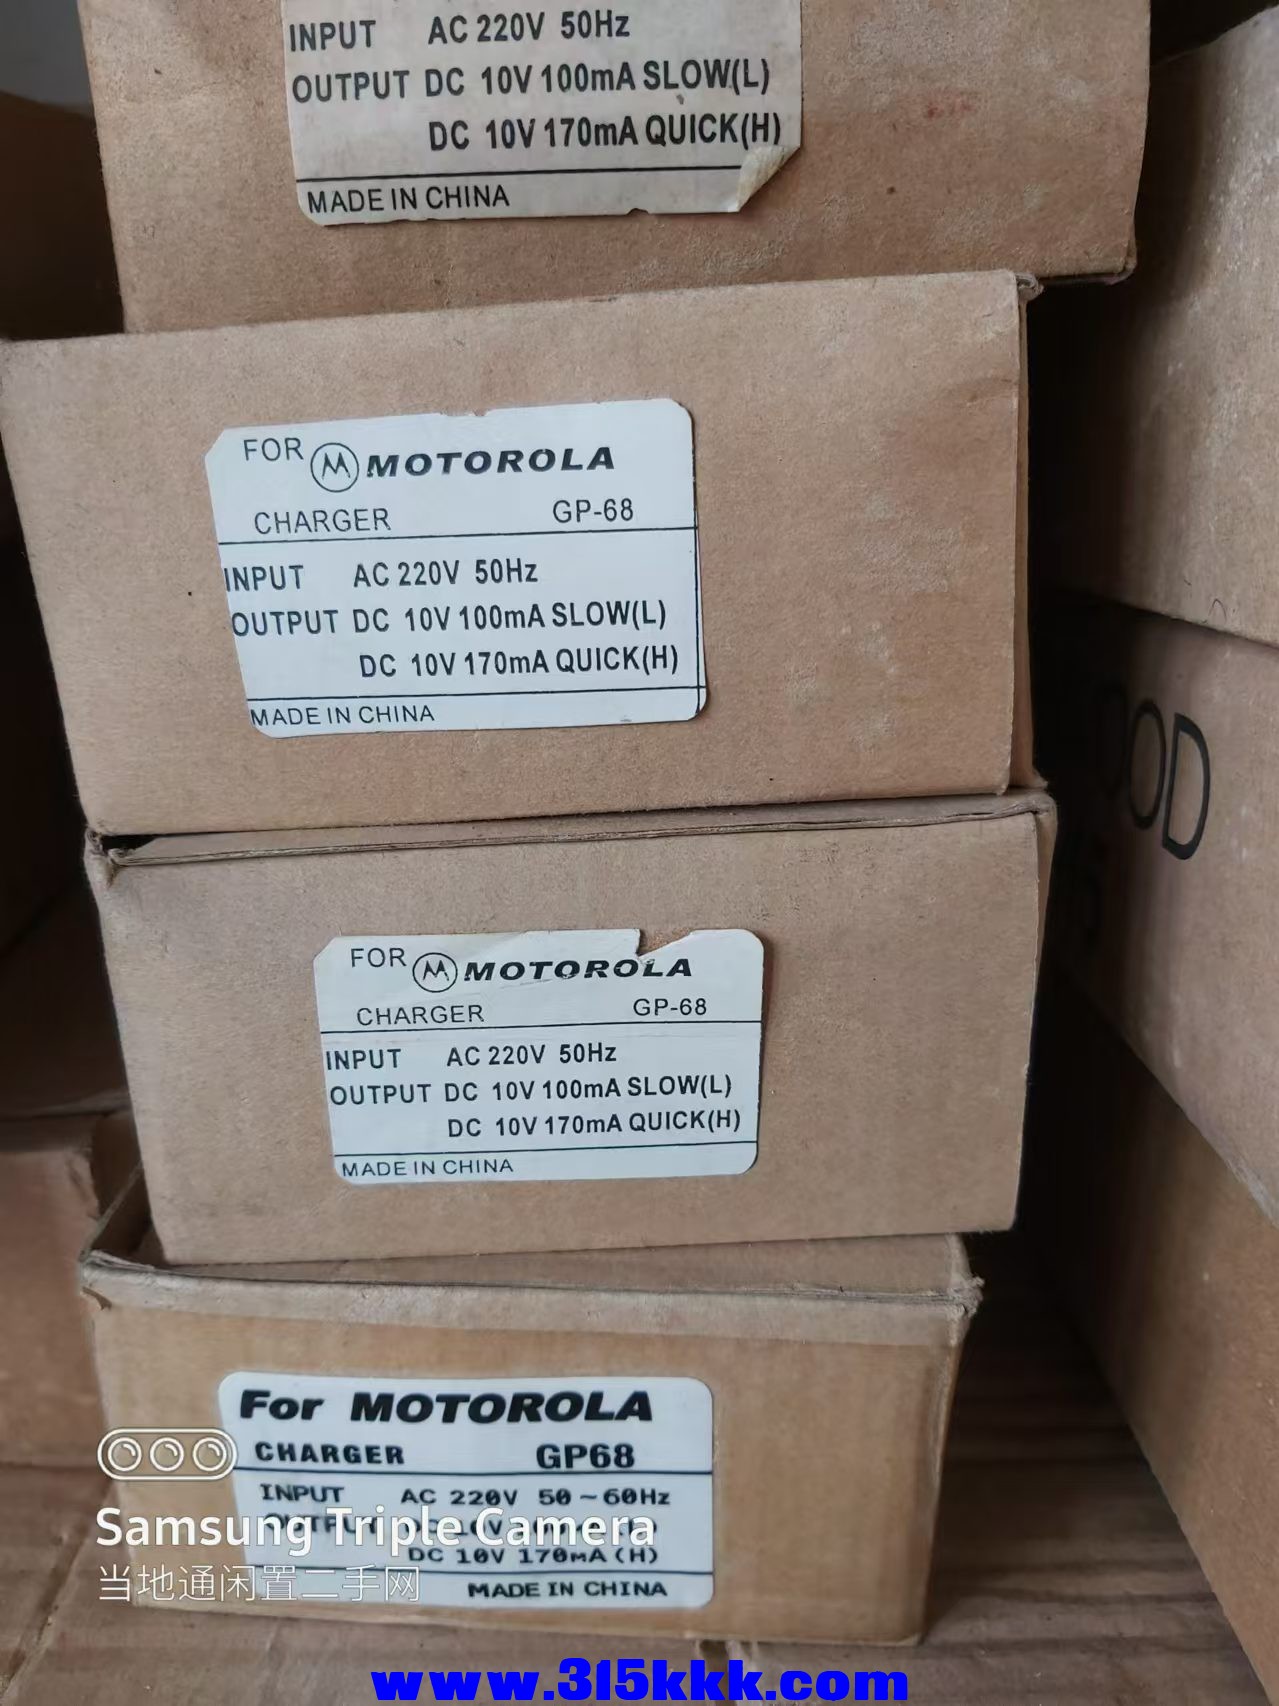 INPUT AC 220V 50Hz
OUTPUT DC 10V 100mA SLOW(L)
DC 10V 170mA QUICK(H)
MADE IN CHINA
FOR M MOTOROLA
CHARGER GP-68
INPUT AC 220V 50Hz
OUTPUT DC 10V 100mA SLOW(L)
DC 10V 170mA QUICK(H)
MADE IN CHINA
OOD
FOR M MOTOROLA
CHARGER GP-68
INPUT AC 220V 50Hz
OUTPUT DC 10V 100mA SLOW(L)
DC 10V 170mA QUICK(H)
MADE IN CHINA
For MOTOROLA
CHARGER GP68
INPUT AC 220V 50~60Hz
DC 10V 170mA (H)
MADE IN CHINA
Samsung Triple Camera
当地通闲置二手网
www.315kkk.com